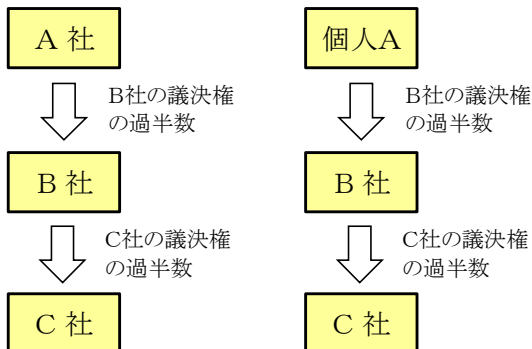 A 社
B社の議決権
の過半数
B 社
C社の議決権
の過半数
C 社
個人A
B社の議決権
の過半数
B 社
C社の議決権
の過半数
C 社